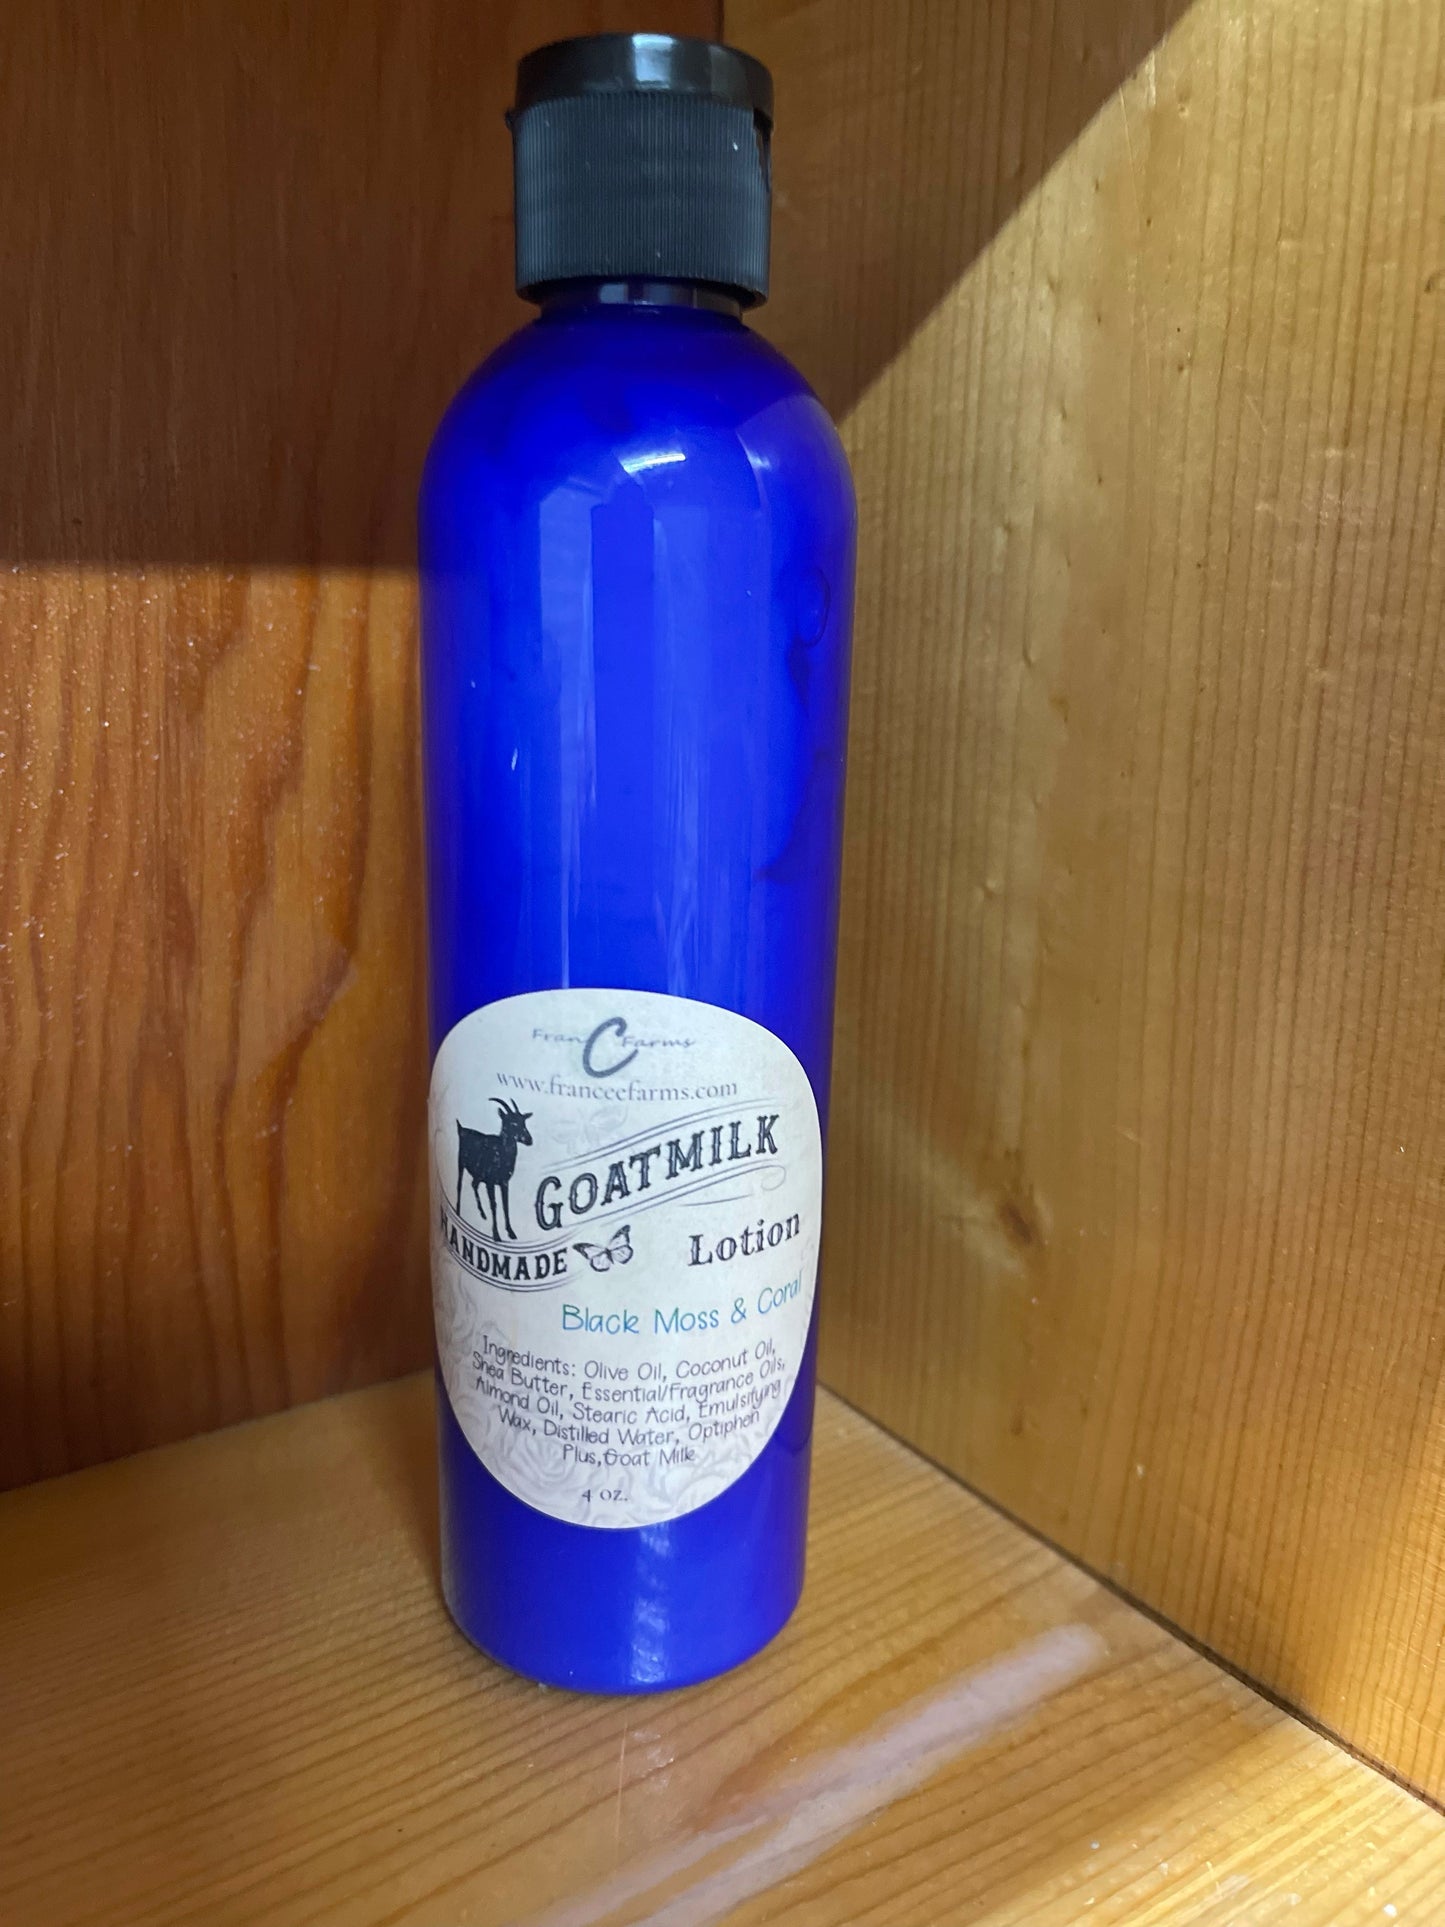 Fran C Farms
www.francefarms.com
GOATMILK
HANDMADE
Lotion
Black Moss & Coral
Ingredients: Olive Oil, Coconut Oil,
Shea Butter, Essential/Fragrance Oils,
Almond Oil, Stearic Acid, Emulsifying
Wax, Distilled Water, Optiphen
Plus, Goat Milk
4 oz.